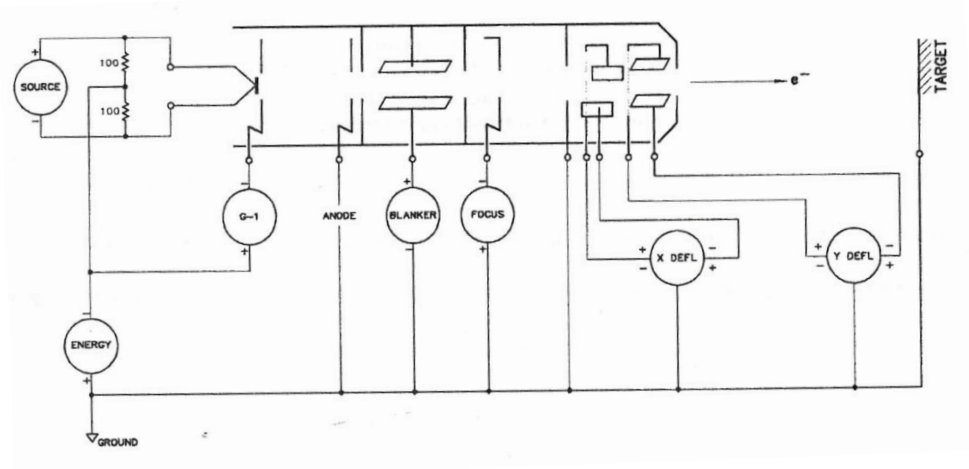 +
SOURCE
-
100
100
e-
TARGET
-
G-1
+
ANODE
+
BLANKER
-
-
FOCUS
+
+
-
X DEFL
-
+
+
-
Y DEFL
-
+
-
ENERGY
+
GROUND